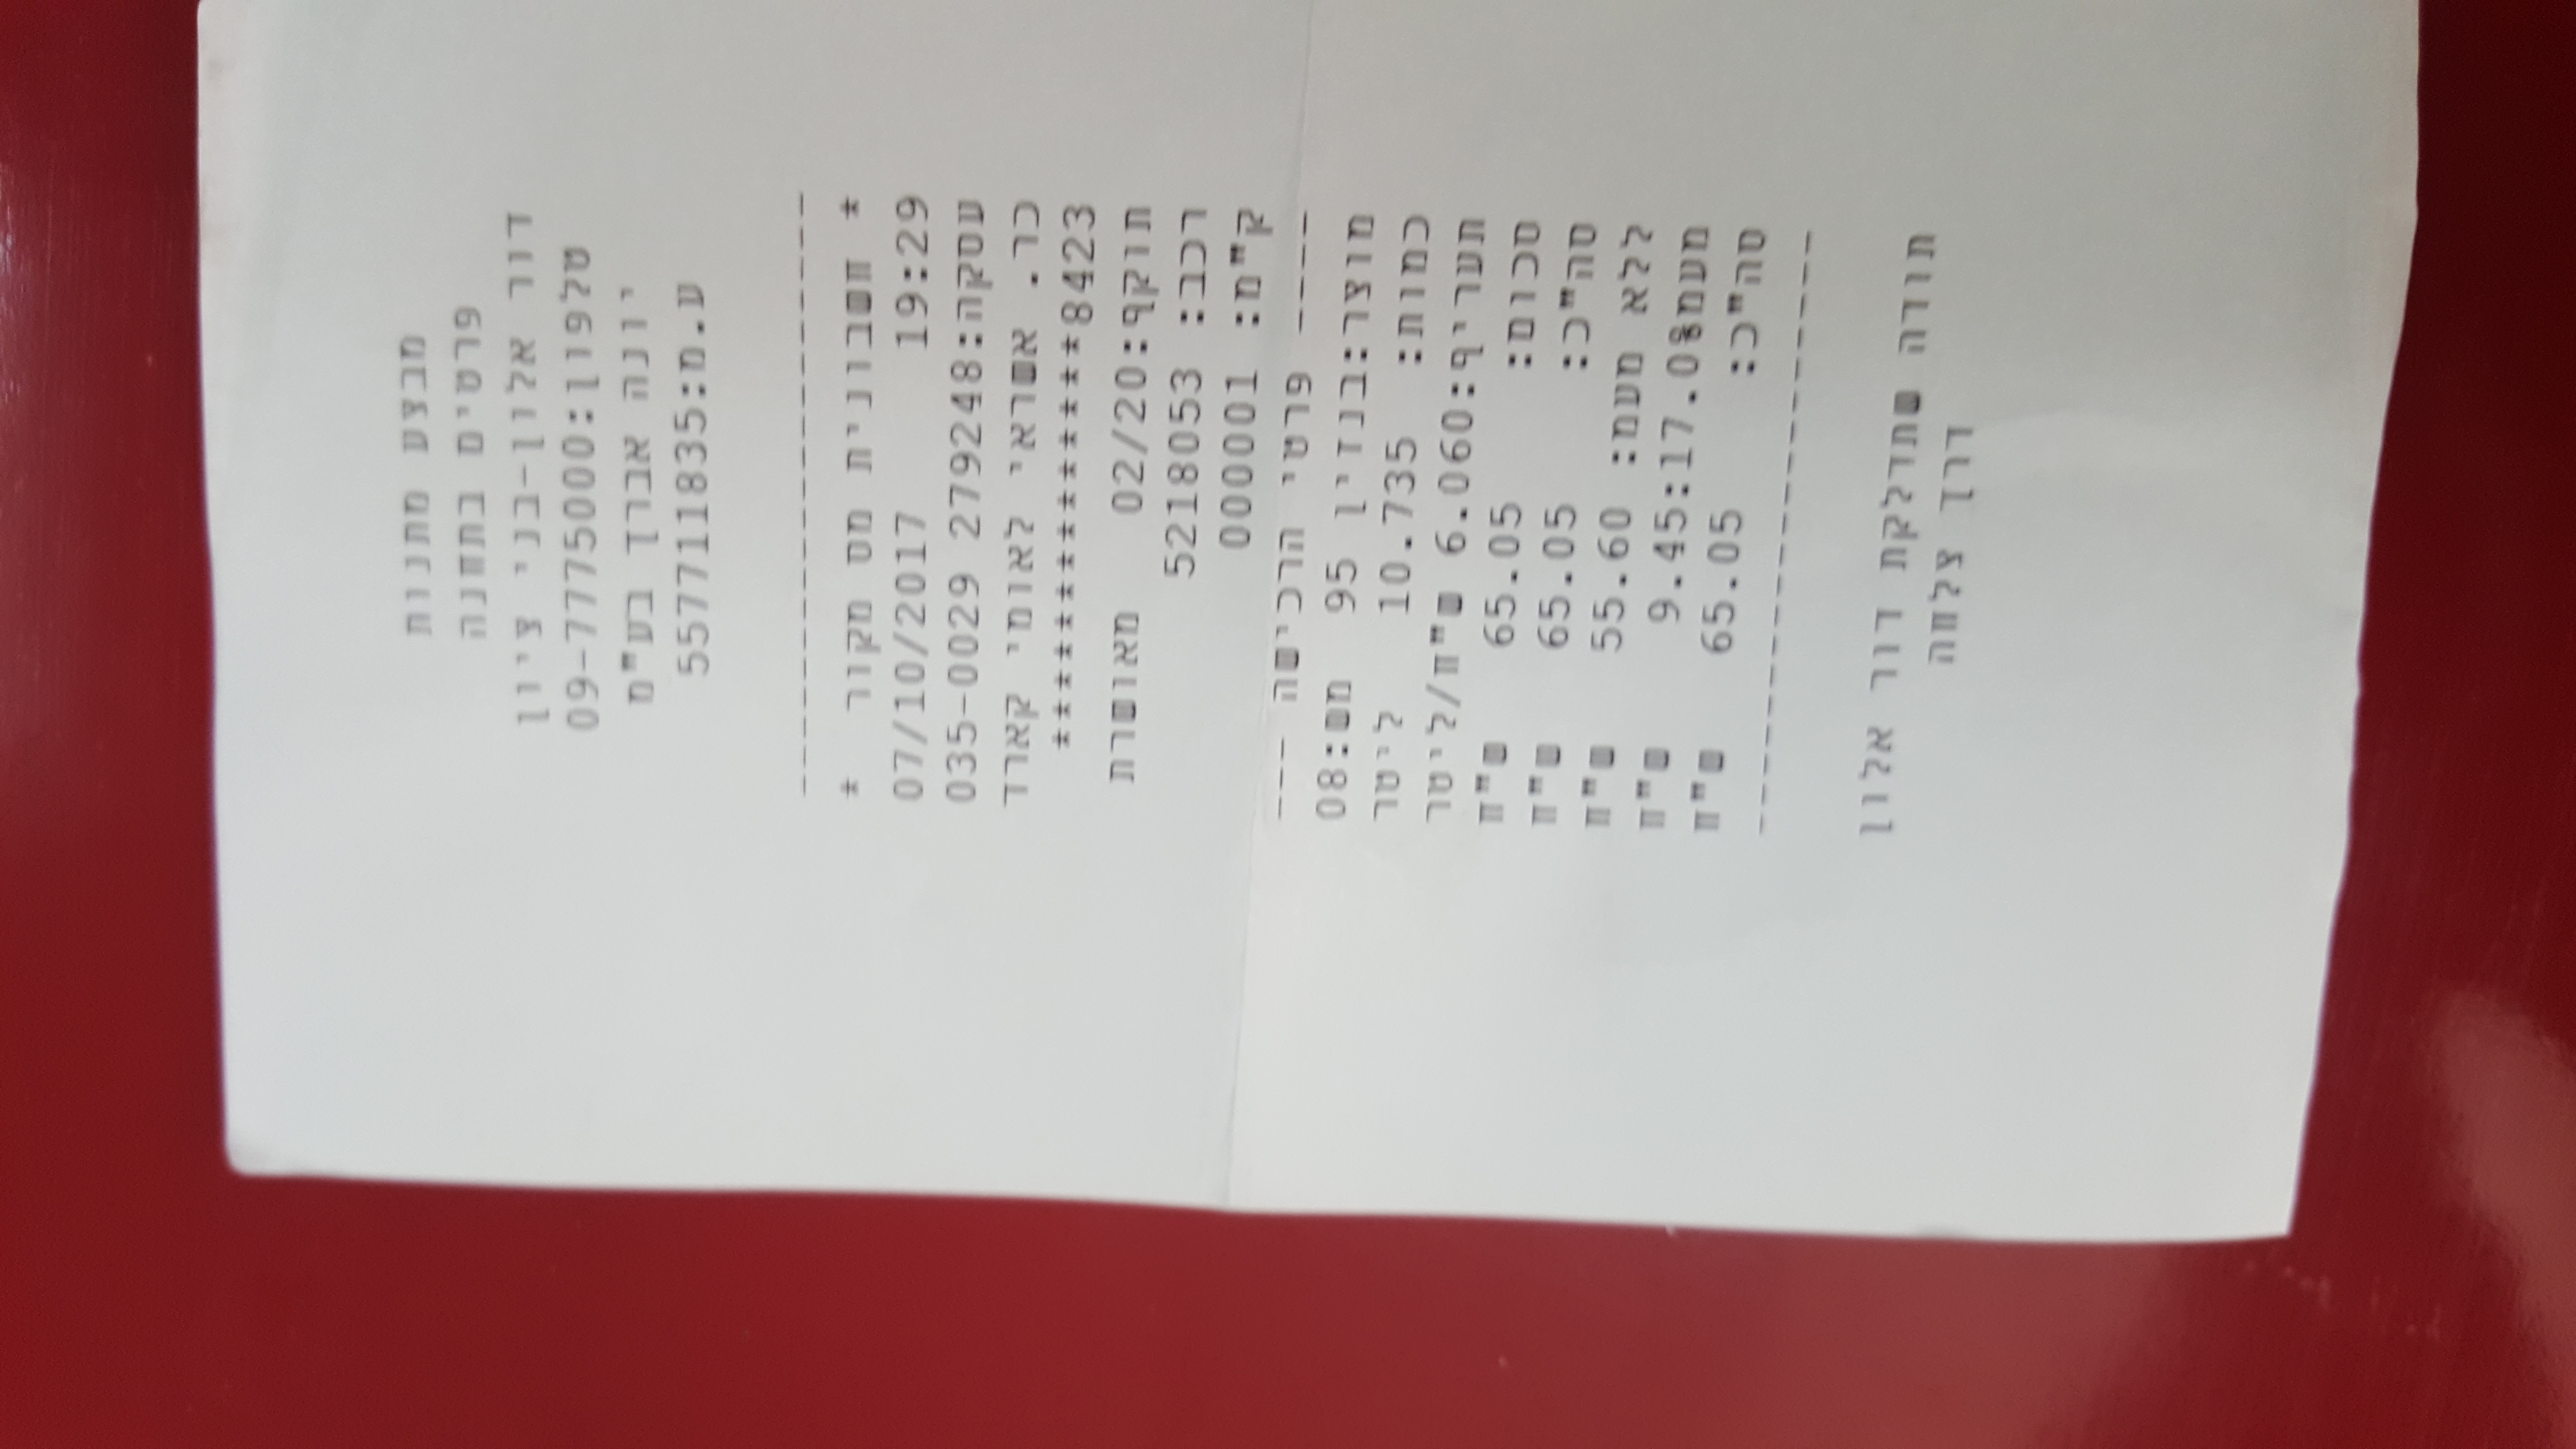 מבצע מתנות
פרטים בתחנה
דור אלון-בני ציון
טלפון:09-7775000
יונה אברך בע"מ
ע.מ:557711835
--------------------
* חשבונית מס מקור *
19:29 07/10/2017
עסקה:279248 035-0029
כר. אשראי לאומי קארד
**************8423
תוקף:02/20 מאושרת
רכב: 5218053
ק"מ: 000001
---- פרטי הרכישה ---
מוצר:בנזין 95 מש:08
כמות: 10.735 ליטר
תעריף:6.060 ש"ח/ליטר
סכום: 65.05 ש"ח
סה"כ: 65.05 ש"ח
ללא מעמ: 55.60 ש"ח
מעמ17.0%:9.45 ש"ח
סה"כ: 65.05 ש"ח
--------------------
תודה שתדלקת דור אלון
דרך צלחה